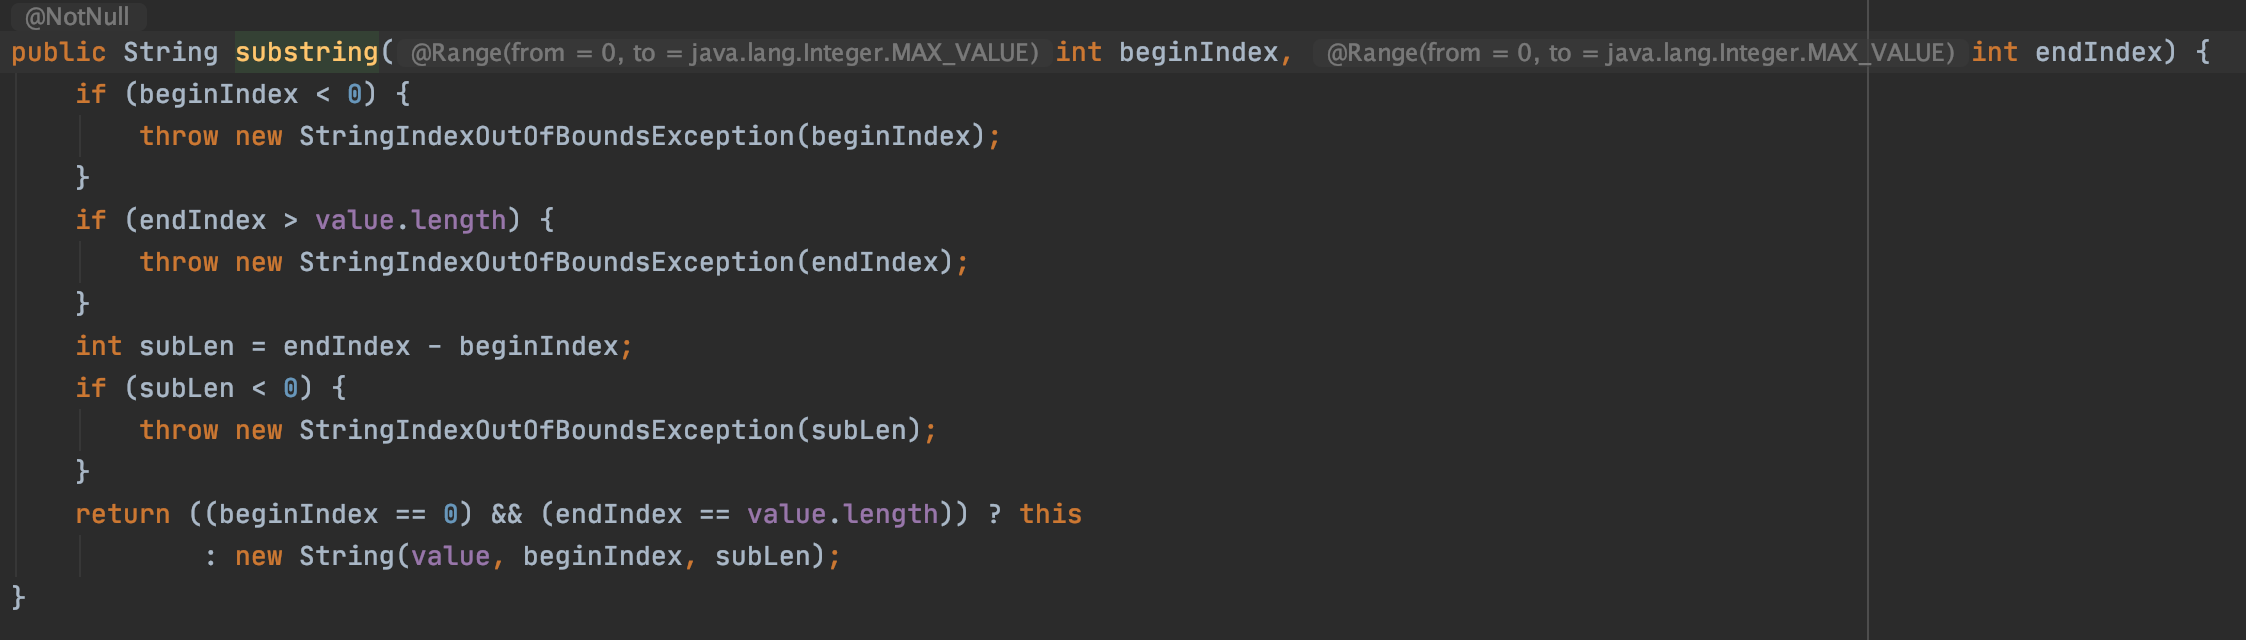 @NotNull
public String substring( @Range(from = 0, to = java.lang.Integer.MAX_VALUE) int beginIndex, @Range(from = 0, to = java.lang.Integer.MAX_VALUE) int endIndex) {
    if (beginIndex < 0) {
        throw new StringIndexOutOfBoundsException(beginIndex);
    }
    if (endIndex > value.length) {
        throw new StringIndexOutOfBoundsException(endIndex);
    }
    int subLen = endIndex - beginIndex;
    if (subLen < 0) {
        throw new StringIndexOutOfBoundsException(subLen);
    }
    return ((beginIndex == 0) && (endIndex == value.length)) ? this
            : new String(value, beginIndex, subLen);
}